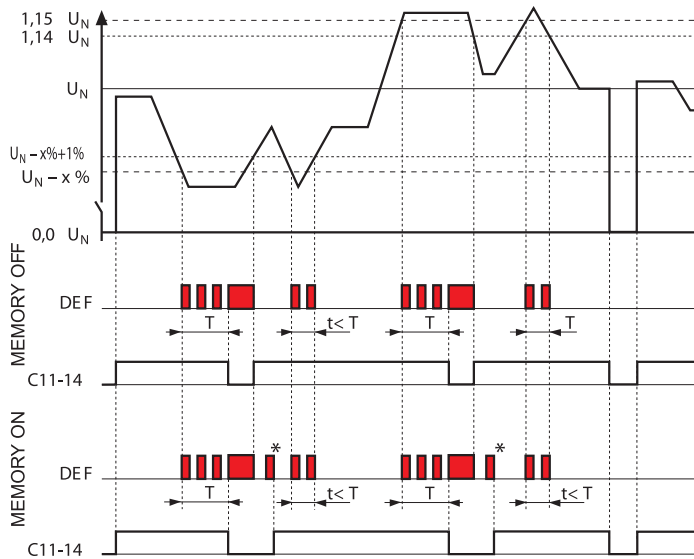 1,15 U_N
1,14 U_N
U_N
U_N – x%+1%
U_N – x %
0,0 U_N
MEMORY OFF
DEF
T
t< T
T
T
C11-14
MEMORY ON
*
*
DEF
T
t< T
T
t< T
C11-14